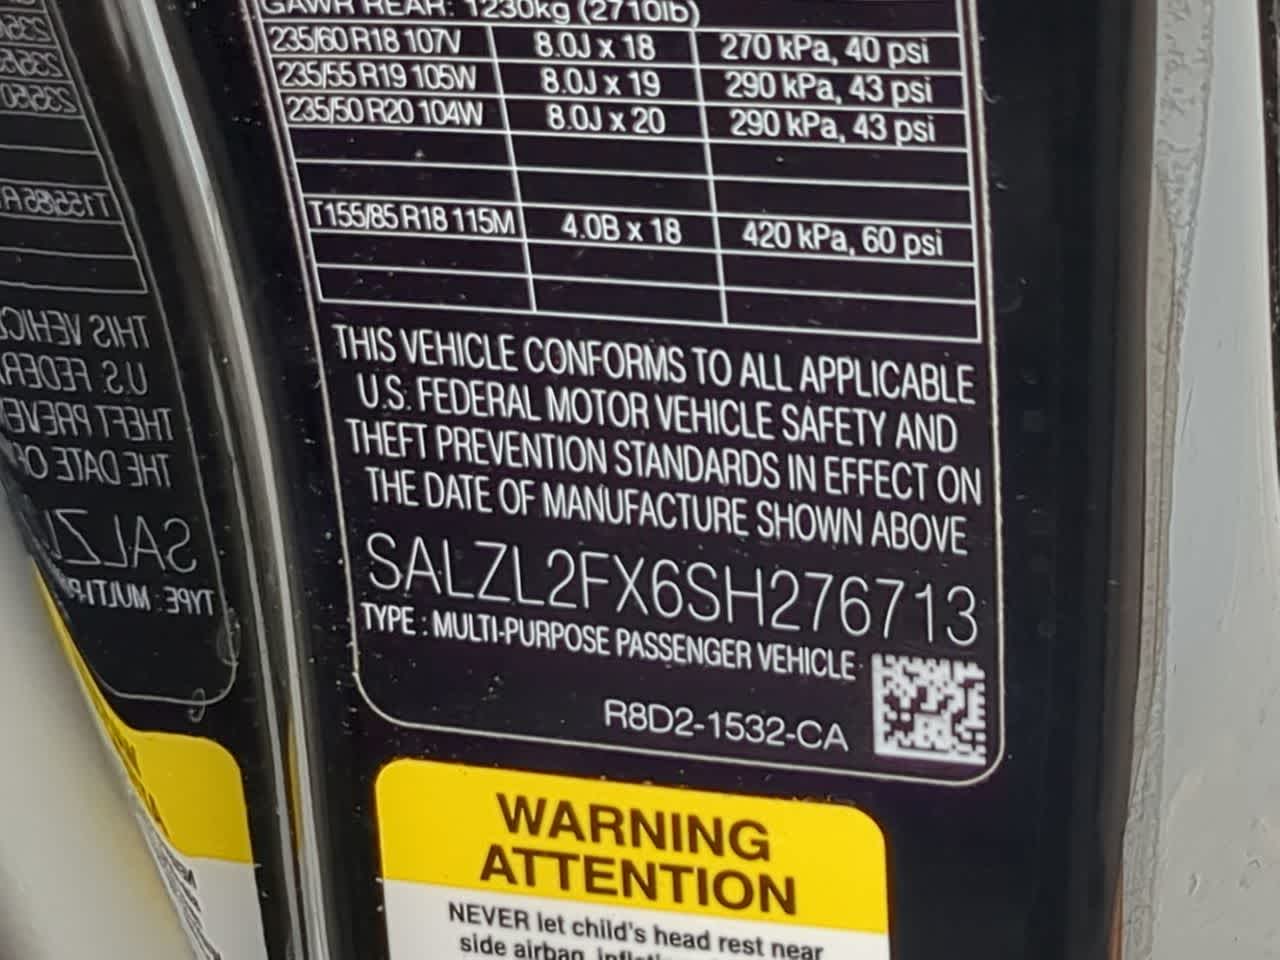 GAWR REAR: 1230kg (2710lb)
235/60 R18 107V 8.0J x 18 270 kPa, 40 psi
235/55 R19 105W 8.0J x 19 290 kPa, 43 psi
235/50 R20 104W 8.0J x 20 290 kPa, 43 psi
T155/85 R18 115M 4.0B x 18 420 kPa, 60 psi
THIS VEHICLE CONFORMS TO ALL APPLICABLE
U.S. FEDERAL MOTOR VEHICLE SAFETY AND
THEFT PREVENTION STANDARDS IN EFFECT ON
THE DATE OF MANUFACTURE SHOWN ABOVE
SALZL2FX6SH276713
TYPE : MULTI-PURPOSE PASSENGER VEHICLE
R8D2-1532-CA
WARNING
ATTENTION
NEVER let child's head rest near
side airbag